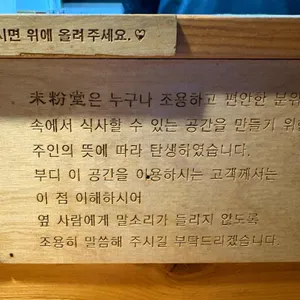 시면 위에 올려주세요.♡
米粉堂은 누구나 조용하고 편안한 분위
속에서 식사할 수 있는 공간을 만들기 위
주인의 뜻에 따라 탄생하였습니다.
부디 이 공간을 이용하시는 고객께서는
이 점 이해하시어
옆 사람에게 말소리가 들리지 않도록
조용히 말씀해 주시길 부탁드리겠습니다.